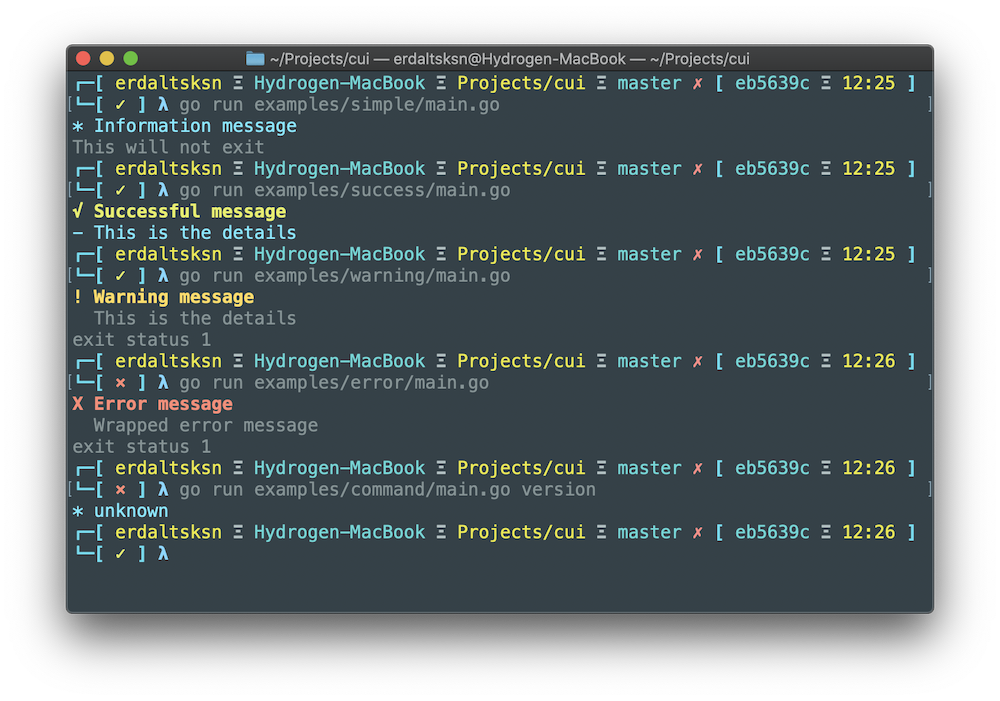 ~/Projects/cui — erdaltsksn@Hydrogen-MacBook — ~/Projects/cui
┌─[ erdaltsksn Ξ Hydrogen-MacBook Ξ Projects/cui Ξ master ✗ [ eb5639c Ξ 12:25 ]
[└─[ ✓ ] λ go run examples/simple/main.go ]
* Information message
This will not exit
┌─[ erdaltsksn Ξ Hydrogen-MacBook Ξ Projects/cui Ξ master ✗ [ eb5639c Ξ 12:25 ]
[└─[ ✓ ] λ go run examples/success/main.go ]
√ Successful message
- This is the details
┌─[ erdaltsksn Ξ Hydrogen-MacBook Ξ Projects/cui Ξ master ✗ [ eb5639c Ξ 12:25 ]
[└─[ ✓ ] λ go run examples/warning/main.go ]
! Warning message
  This is the details
exit status 1
┌─[ erdaltsksn Ξ Hydrogen-MacBook Ξ Projects/cui Ξ master ✗ [ eb5639c Ξ 12:26 ]
[└─[ ✗ ] λ go run examples/error/main.go ]
X Error message
  Wrapped error message
exit status 1
┌─[ erdaltsksn Ξ Hydrogen-MacBook Ξ Projects/cui Ξ master ✗ [ eb5639c Ξ 12:26 ]
[└─[ ✗ ] λ go run examples/command/main.go version ]
* unknown
┌─[ erdaltsksn Ξ Hydrogen-MacBook Ξ Projects/cui Ξ master ✗ [ eb5639c Ξ 12:26 ]
└─[ ✓ ] λ